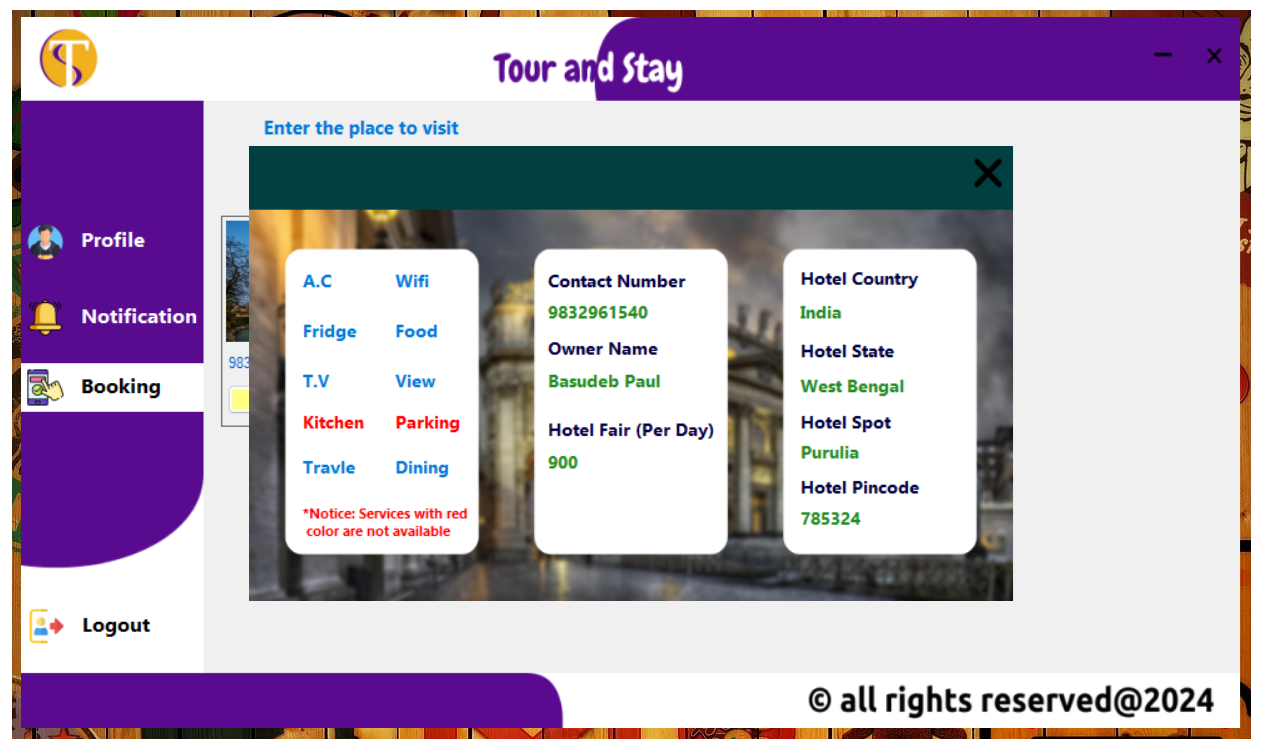 Tour and Stay
Enter the place to visit
Profile
Notification
Booking
Logout
983
A.C Wifi
Fridge Food
T.V View
Kitchen Parking
Travle Dining
*Notice: Services with red
color are not available
Contact Number
9832961540
Owner Name
Basudeb Paul
Hotel Fair (Per Day)
900
Hotel Country
India
Hotel State
West Bengal
Hotel Spot
Purulia
Hotel Pincode
785324
© all rights reserved@2024